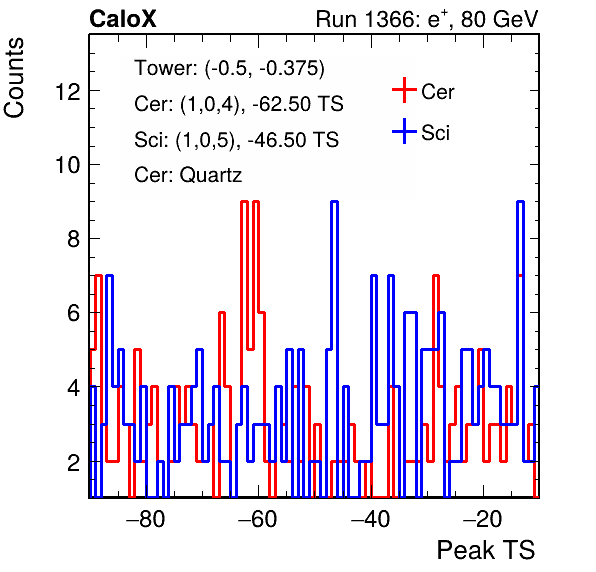 CaloX Run 1366: e⁺, 80 GeV
Counts
Tower: (-0.5, -0.375)
Cer: (1,0,4), -62.50 TS
Sci: (1,0,5), -46.50 TS
Cer: Quartz
Cer
Sci
12
10
8
6
4
2
−80 −60 −40 −20
Peak TS